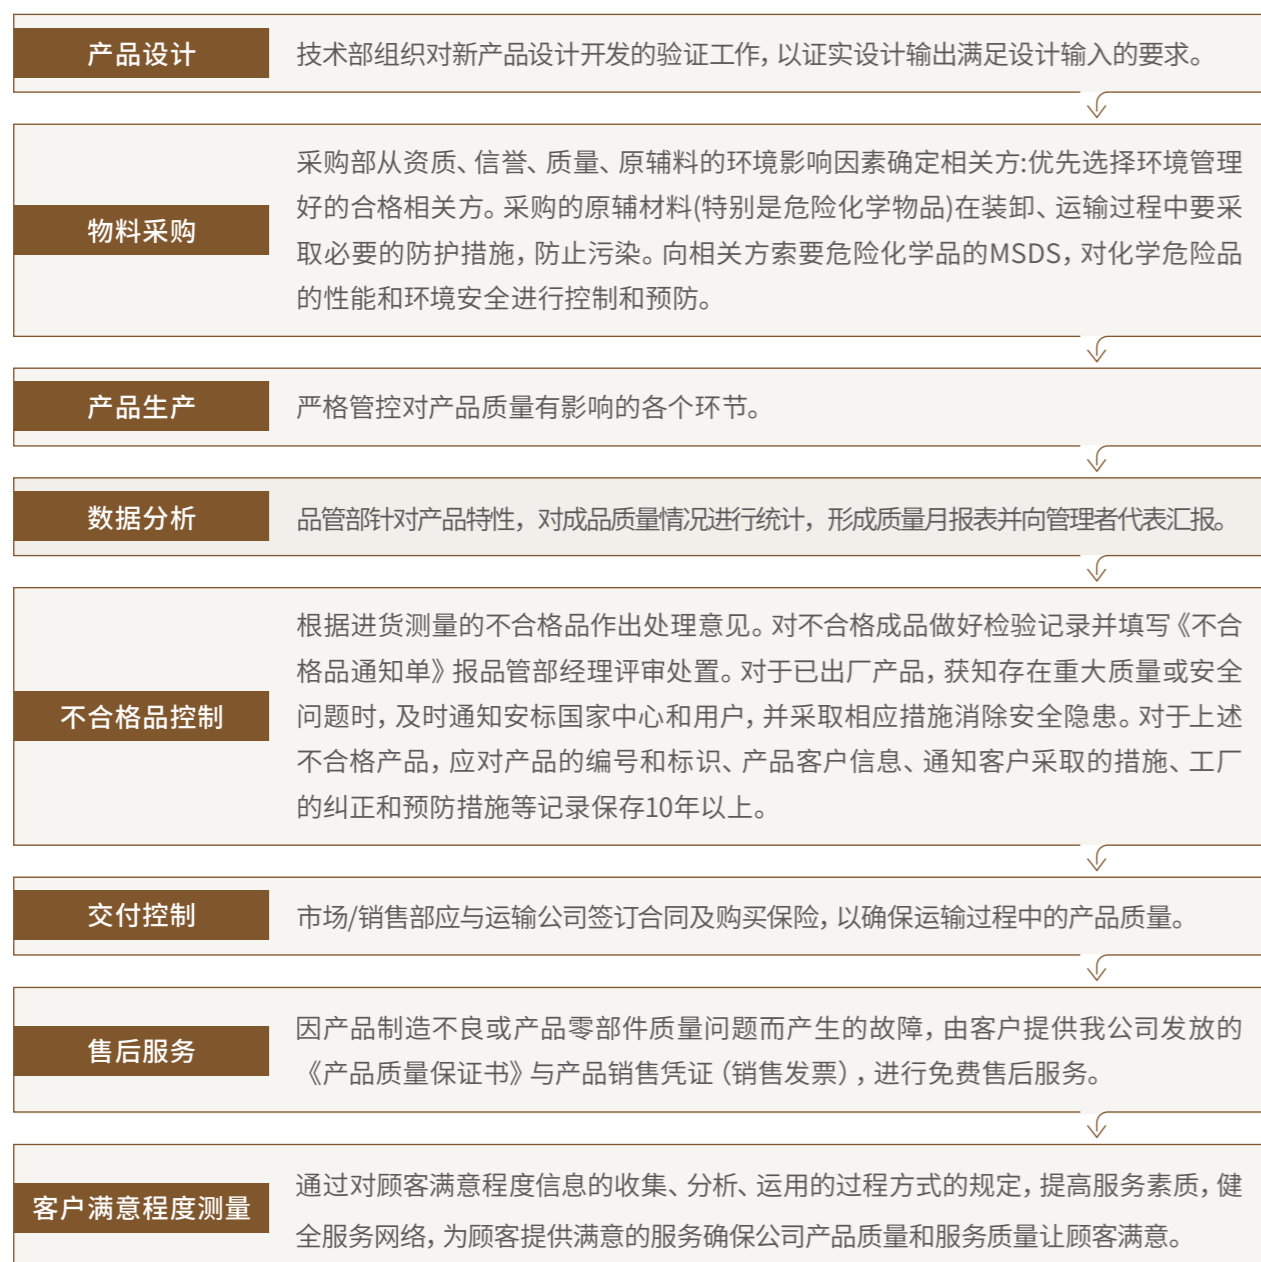 产品设计
技术部组织对新产品设计开发的验证工作，以证实设计输出满足设计输入的要求。
物料采购
采购部从资质、信誉、质量、原辅料的环境影响因素确定相关方:优先选择环境管理
好的合格相关方。采购的原辅材料(特别是危险化学物品)在装卸、运输过程中要采
取必要的防护措施，防止污染。向相关方索要危险化学品的MSDS，对化学危险品
的性能和环境安全进行控制和预防。
产品生产
严格管控对产品质量有影响的各个环节。
数据分析
品管部针对产品特性，对成品质量情况进行统计，形成质量月报表并向管理者代表汇报。
不合格品控制
根据进货测量的不合格品作出处理意见。对不合格成品做好检验记录并填写《不合
格品通知单》报品管部经理评审处置。对于已出厂产品，获知存在重大质量或安全
问题时，及时通知安标国家中心和用户，并采取相应措施消除安全隐患。对于上述
不合格产品，应对产品的编号和标识、产品客户信息、通知客户采取的措施、工厂
的纠正和预防措施等记录保存10年以上。
交付控制
市场/销售部应与运输公司签订合同及购买保险，以确保运输过程中的产品质量。
售后服务
因产品制造不良或产品零部件质量问题而产生的故障，由客户提供我公司发放的
《产品质量保证书》与产品销售凭证（销售发票），进行免费售后服务。
客户满意程度测量
通过对顾客满意程度信息的收集、分析、运用的过程方式的规定，提高服务素质，健
全服务网络，为顾客提供满意的服务确保公司产品质量和服务质量让顾客满意。